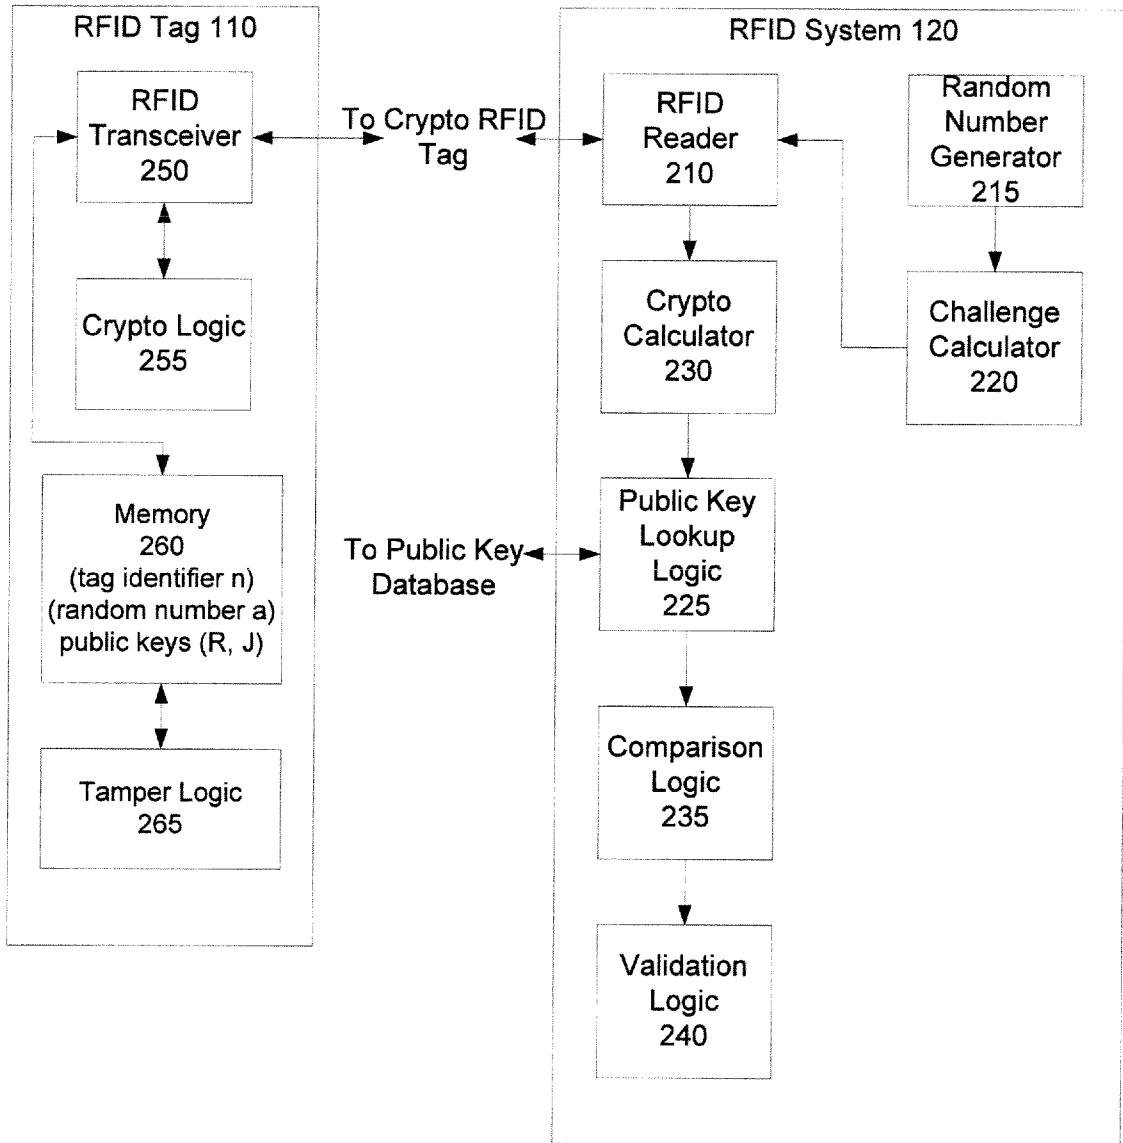 RFID Tag 110
RFID
Transceiver
250
Crypto Logic
255
Memory
260
(tag identifier n)
(random number a)
public keys (R, J)
Tamper Logic
265
To Crypto RFID
Tag
To Public Key
Database
RFID System 120
RFID
Reader
210
Random
Number
Generator
215
Crypto
Calculator
230
Challenge
Calculator
220
Public Key
Lookup
Logic
225
Comparison
Logic
235
Validation
Logic
240